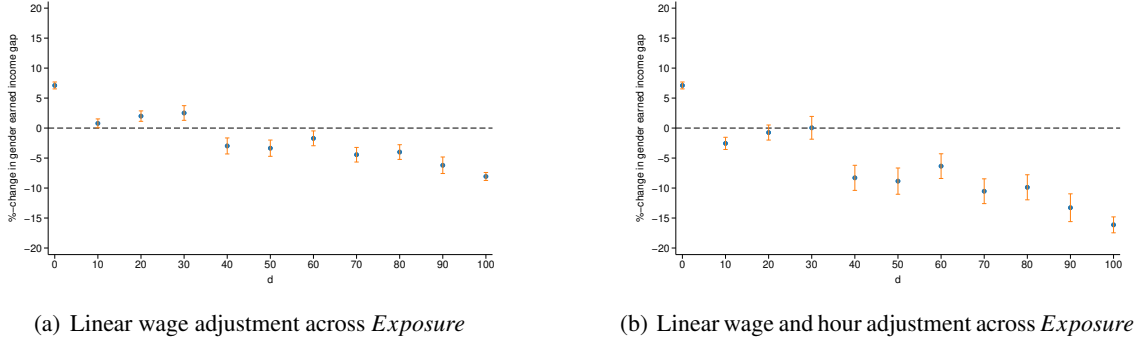 %-change in gender earned income gap
20
15
10
5
0
−5
−10
−15
−20
0 10 20 30 40 50 60 70 80 90 100
d
(a) Linear wage adjustment across Exposure
%-change in gender earned income gap
20
15
10
5
0
−5
−10
−15
−20
0 10 20 30 40 50 60 70 80 90 100
d
(b) Linear wage and hour adjustment across Exposure